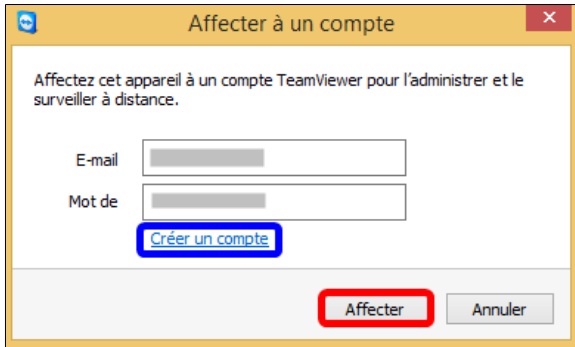 Affecter à un compte
Affectez cet appareil à un compte TeamViewer pour l'administrer et le
surveiller à distance.
E-mail
Mot de
Créer un compte
Affecter Annuler